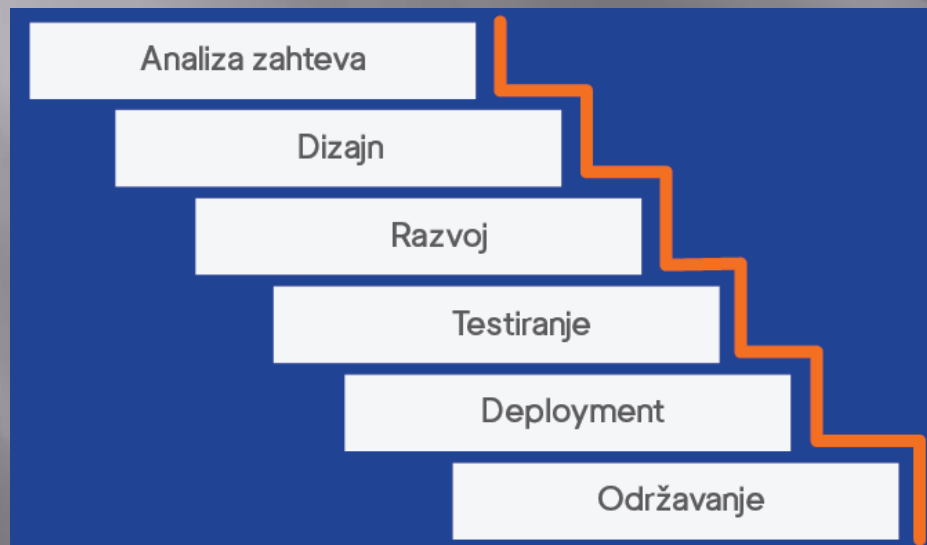 Analiza zahteva
Dizajn
Razvoj
Testiranje
Deployment
Održavanje